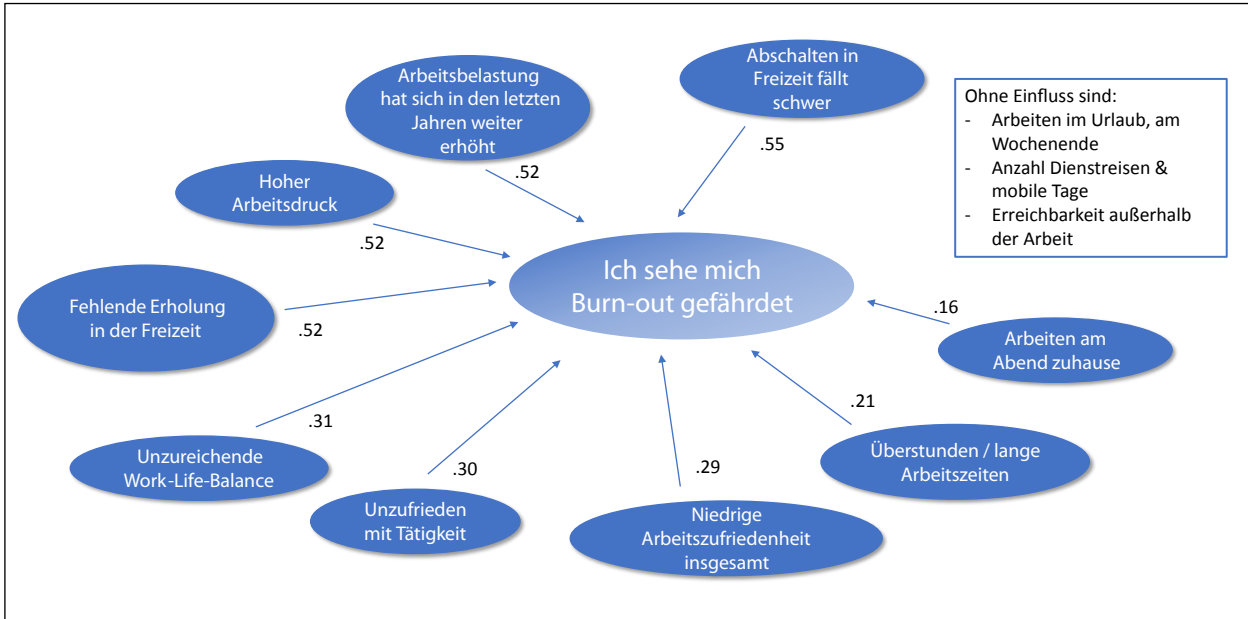 Arbeitsbelastung
hat sich in den letzten
Jahren weiter
erhöht
.52
Abschalten in
Freizeit fällt
schwer
.55
Ohne Einfluss sind:
- Arbeiten im Urlaub, am
Wochenende
- Anzahl Dienstreisen &
mobile Tage
- Erreichbarkeit außerhalb
der Arbeit
Hoher
Arbeitsdruck
.52
Ich sehe mich
Burn-out gefährdet
Fehlende Erholung
in der Freizeit
.52
.16
Arbeiten am
Abend zuhause
Unzureichende
Work-Life-Balance
.31
Unzufrieden
mit Tätigkeit
.30
Niedrige
Arbeitszufriedenheit
insgesamt
.29
Überstunden / lange
Arbeitszeiten
.21